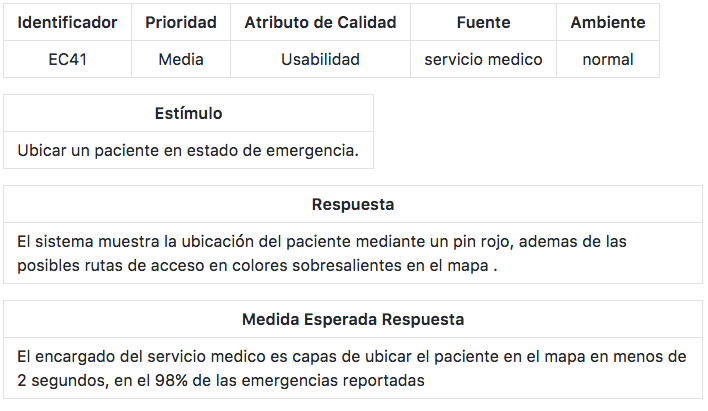 Identificador Prioridad Atributo de Calidad Fuente Ambiente
EC41 Media Usabilidad servicio medico normal
Estímulo
Ubicar un paciente en estado de emergencia.
Respuesta
El sistema muestra la ubicación del paciente mediante un pin rojo, ademas de las
posibles rutas de acceso en colores sobresalientes en el mapa .
Medida Esperada Respuesta
El encargado del servicio medico es capas de ubicar el paciente en el mapa en menos de
2 segundos, en el 98% de las emergencias reportadas